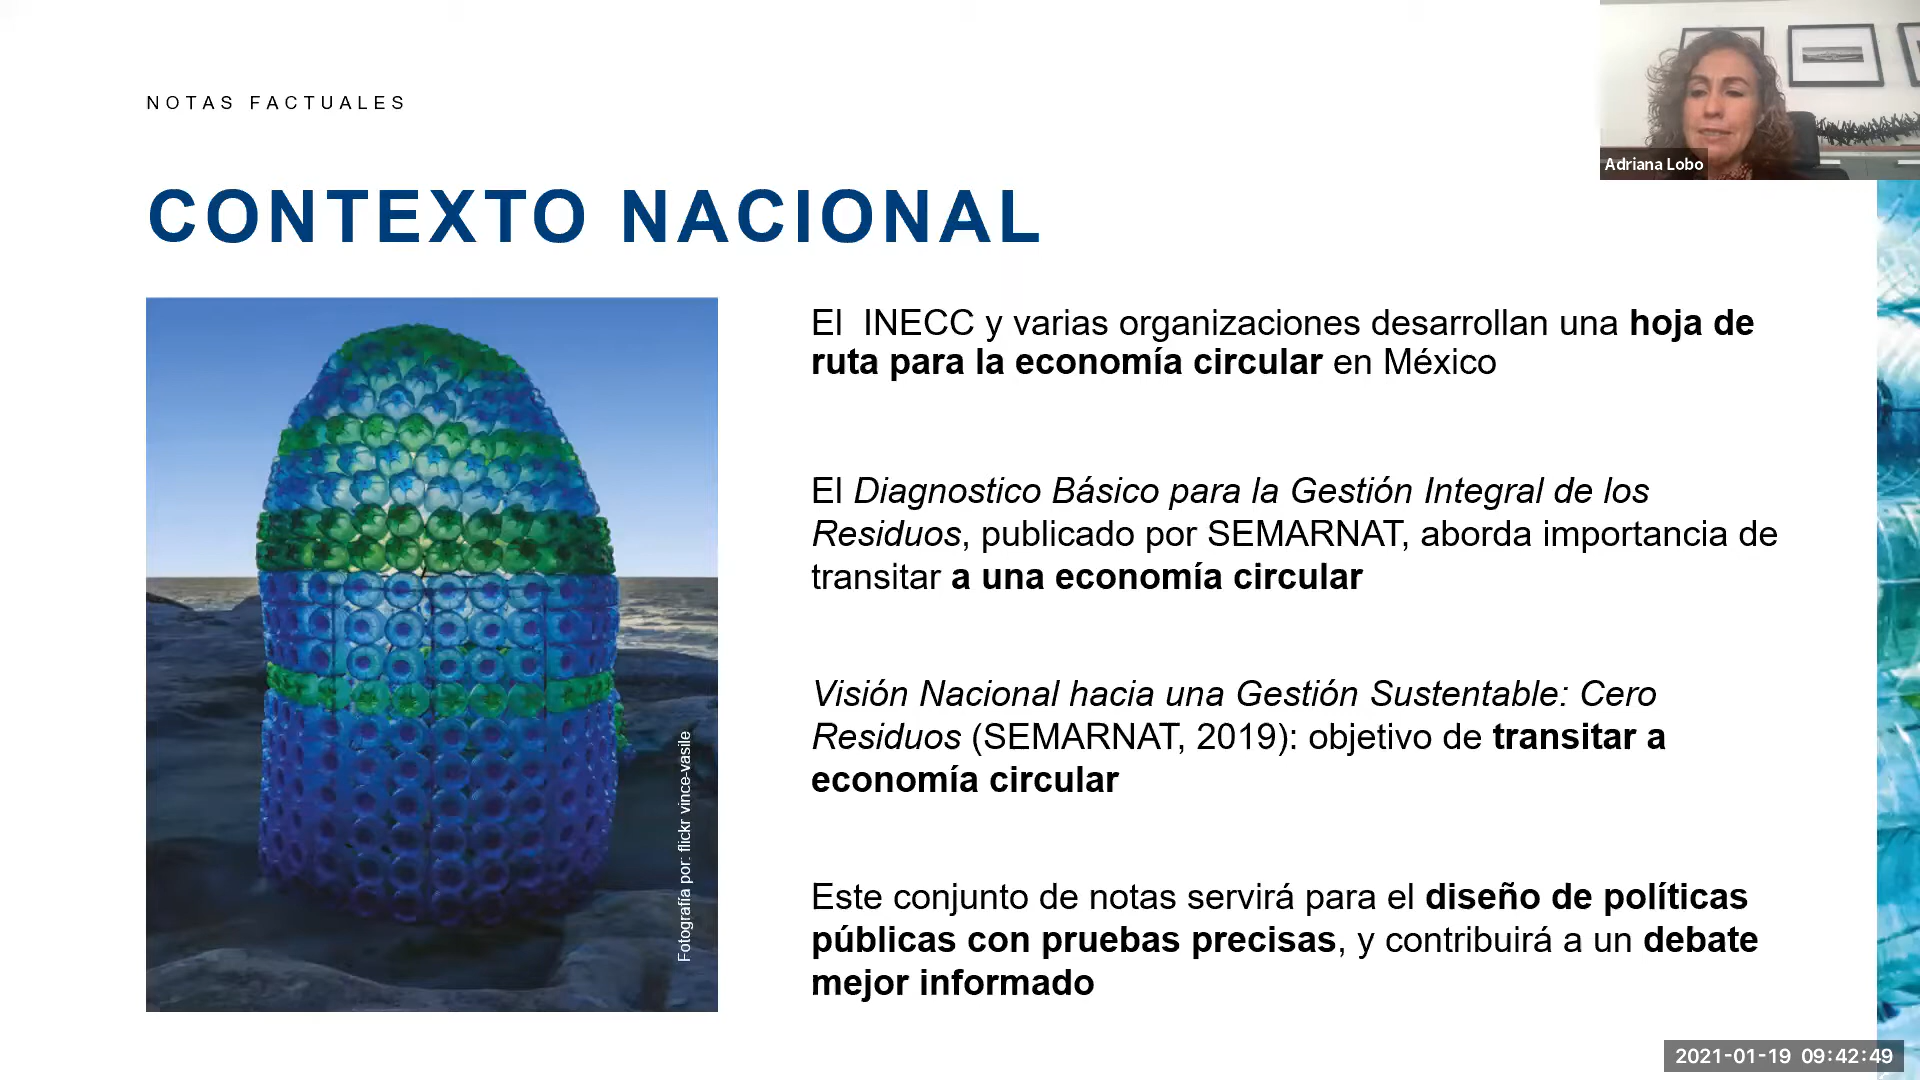 NOTAS FACTUALES
Adriana Lobo
CONTEXTO NACIONAL
El INECC y varias organizaciones desarrollan una hoja de
ruta para la economía circular en México
El Diagnostico Básico para la Gestión Integral de los
Residuos, publicado por SEMARNAT, aborda importancia de
transitar a una economía circular
Visión Nacional hacia una Gestión Sustentable: Cero
Residuos (SEMARNAT, 2019): objetivo de transitar a
economía circular
Este conjunto de notas servirá para el diseño de políticas
públicas con pruebas precisas, y contribuirá a un debate
mejor informado
Fotografía por: flickr vince-vasile
2021-01-19 09:42:49